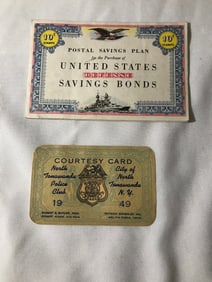 10¢
10¢
POSTAL SAVINGS PLAN
for the Purchase of
UNITED STATES
DEFENSE
SAVINGS BONDS
COURTESY CARD
North
Tonawanda
Police
Club
City of
North
Tonawanda
N. Y.
19 49